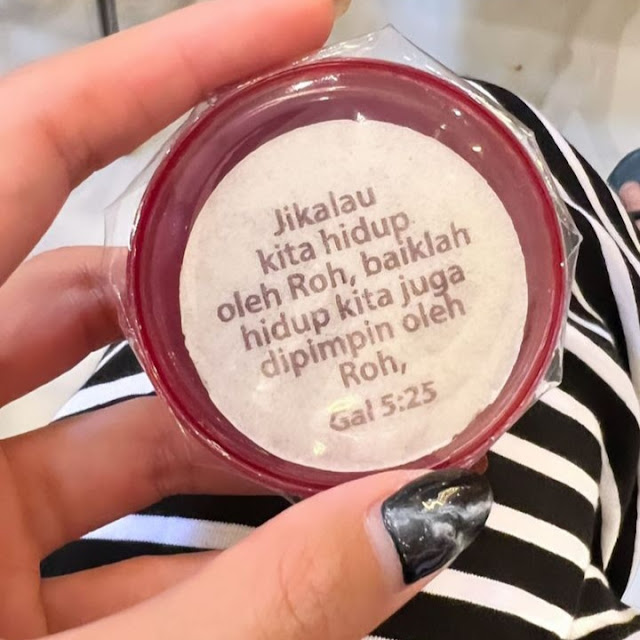 Jikalau
kita hidup
oleh Roh, baiklah
hidup kita juga
dipimpin oleh
Roh,
Gal 5:25